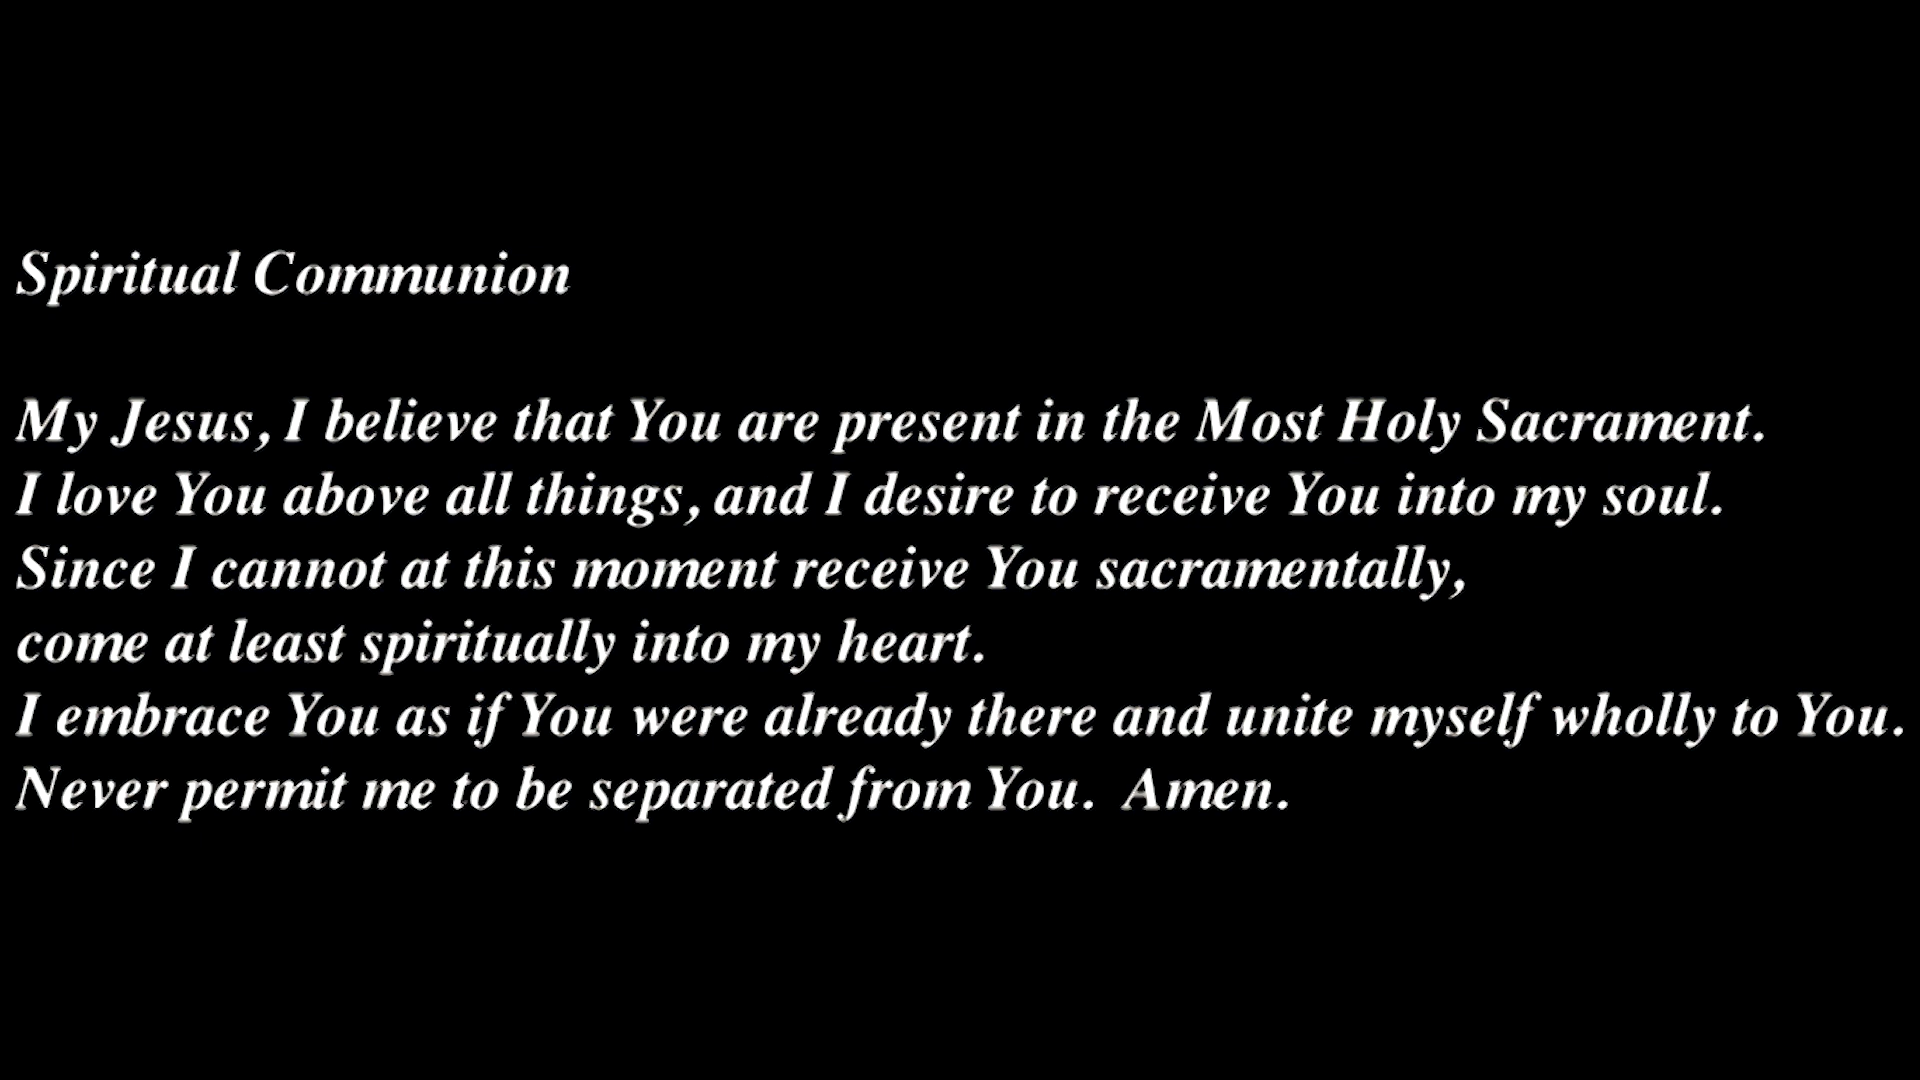 Spiritual Communion
My Jesus, I believe that You are present in the Most Holy Sacrament.
I love You above all things, and I desire to receive You into my soul.
Since I cannot at this moment receive You sacramentally,
come at least spiritually into my heart.
I embrace You as if You were already there and unite myself wholly to You.
Never permit me to be separated from You.  Amen.